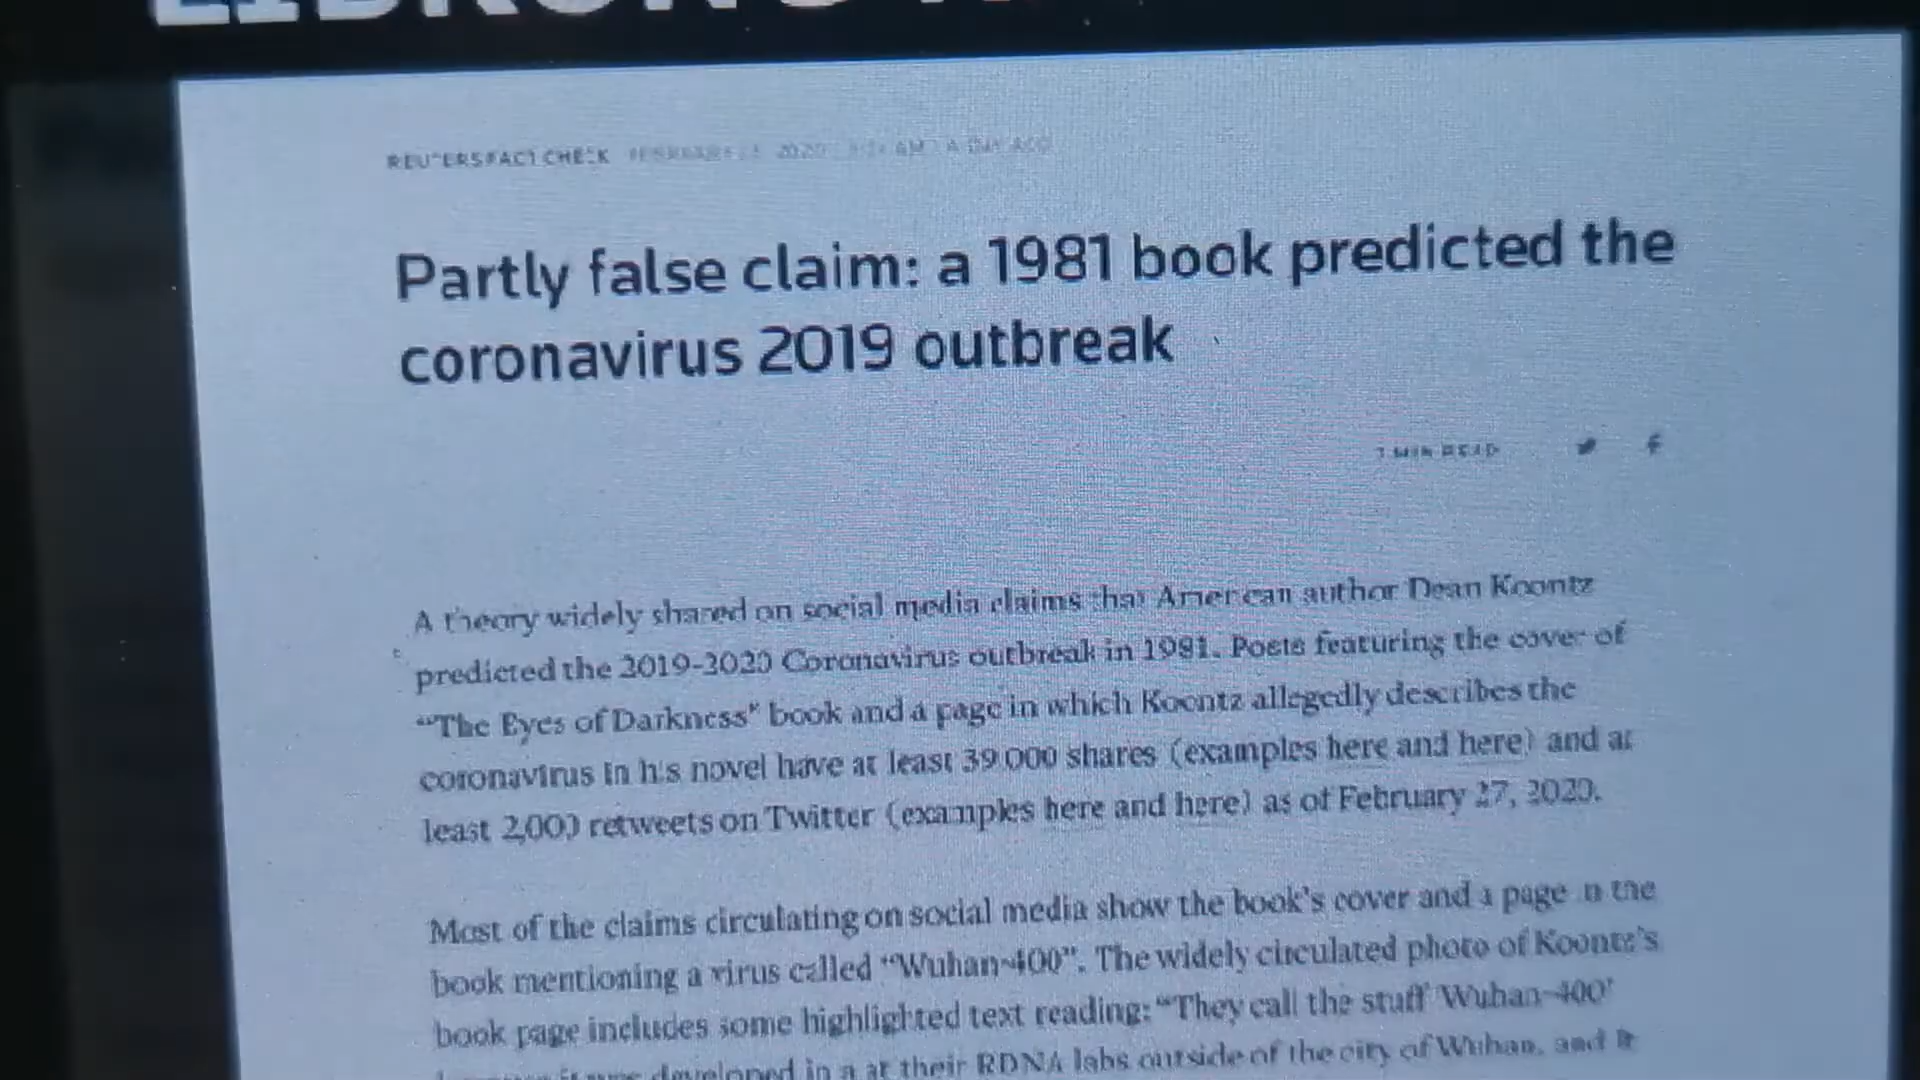 REUTERS FACT CHECK 2020 AM A DAY AGO
Partly false claim: a 1981 book predicted the
coronavirus 2019 outbreak
MIN READ
A theory widely shared on social media claims that American author Dean Koontz
predicted the 2019-2020 Coronavirus outbreak in 1981. Posts featuring the cover of
“The Eyes of Darkness” book and a page in which Koontz allegedly describes the
coronavirus in his novel have at least 39,000 shares (examples here and here) and at
least 2,000 retweets on Twitter (examples here and here) as of February 27, 2020.
Most of the claims circulating on social media show the book’s cover and a page in the
book mentioning a virus called “Wuhan-400”. The widely circulated photo of Koontz’s
book page includes some highlighted text reading: “They call the stuff ‘Wuhan-400’
developed in a at their RDNA labs outside of the city of Wuhan, and it